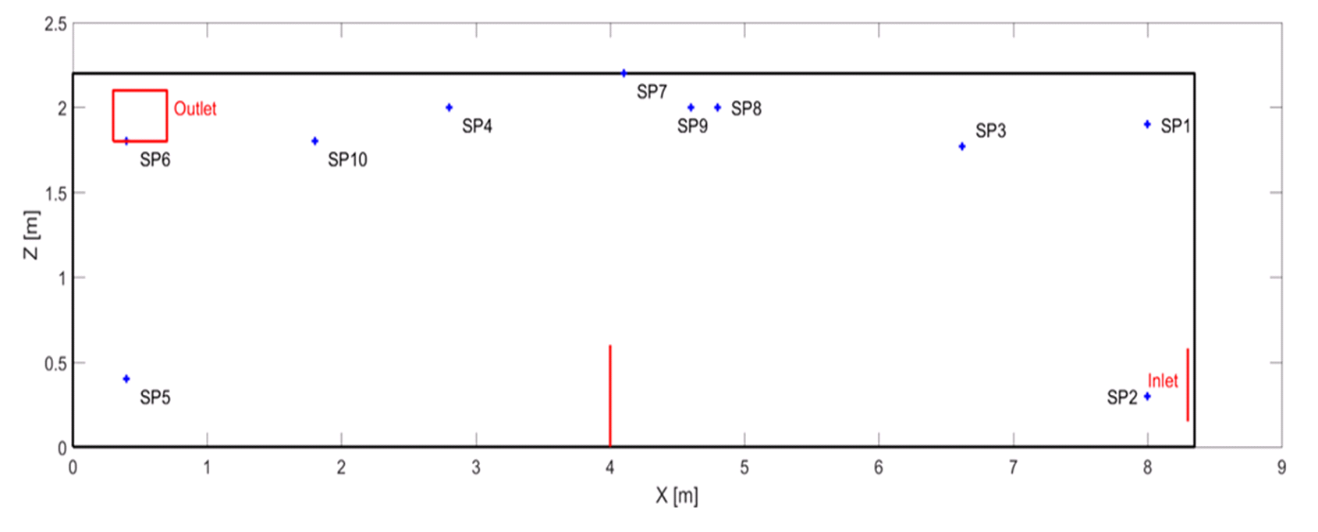 2.5
SP7
2
Outlet
SP4
SP9
SP8
SP3
SP1
SP6
SP10
1.5
Z [m]
1
0.5
Inlet
SP5
SP2
0
0 1 2 3 4 5 6 7 8 9
X [m]